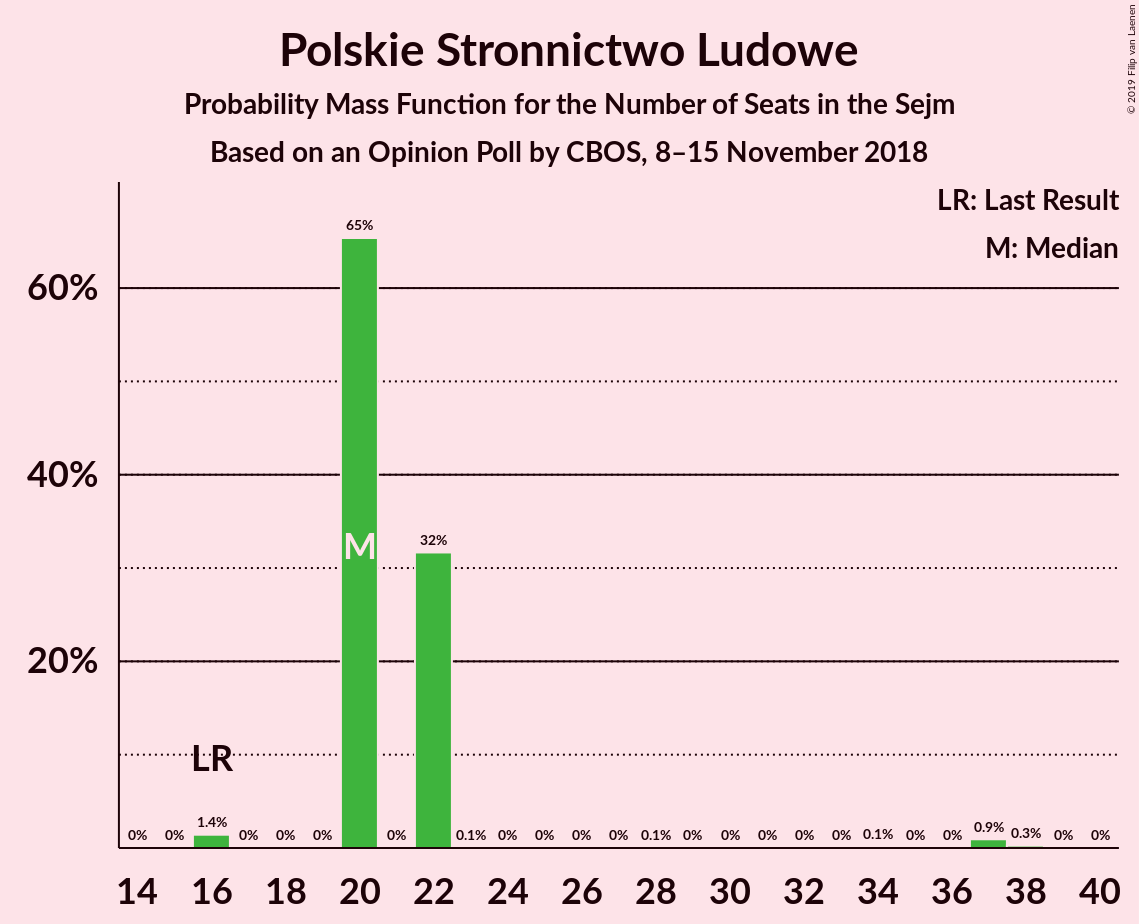 Polskie Stronnictwo Ludowe
Probability Mass Function for the Number of Seats in the Sejm
Based on an Opinion Poll by CBOS, 8–15 November 2018
© 2019 Filip van Laenen
LR: Last Result
M: Median
60%
40%
20%
65%
M
32%
LR
0% 0% 1.4% 0% 0% 0% 0% 0.1% 0% 0% 0% 0% 0.1% 0% 0% 0% 0% 0% 0.1% 0% 0% 0.9% 0.3% 0% 0%
14 16 18 20 22 24 26 28 30 32 34 36 38 40